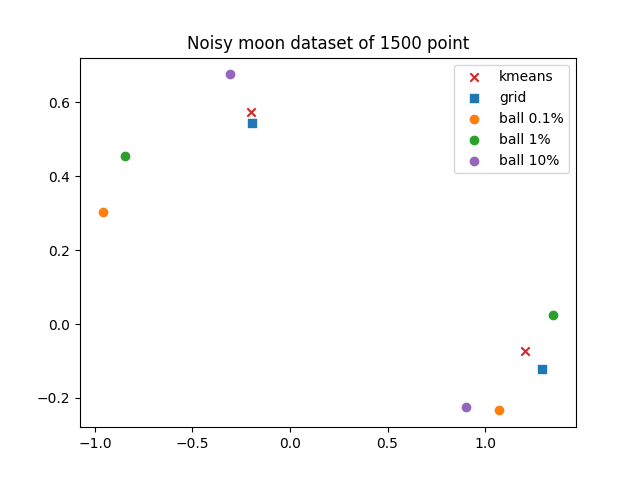 Noisy moon dataset of 1500 point
kmeans
grid
ball 0.1%
ball 1%
ball 10%
0.6
0.4
0.2
0.0
−0.2
−1.0 −0.5 0.0 0.5 1.0